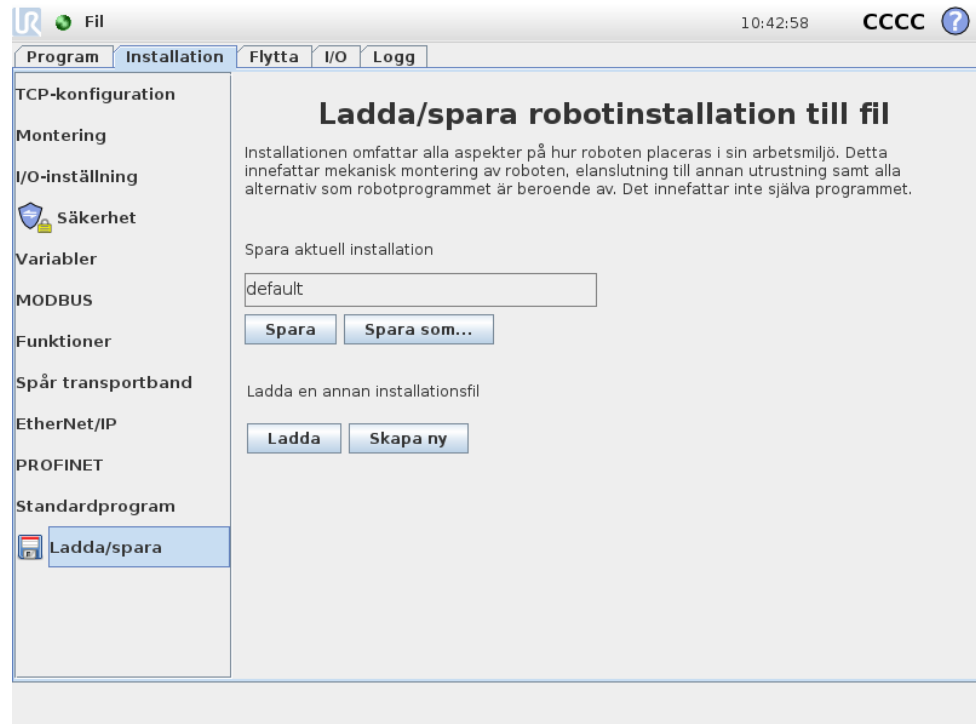 UR Fil 10:42:58 CCCC ?
Program Installation Flytta I/O Logg
TCP-konfiguration
Montering
I/O-inställning
Säkerhet
Variabler
MODBUS
Funktioner
Spår transportband
EtherNet/IP
PROFINET
Standardprogram
Ladda/spara
Ladda/spara robotinstallation till fil
Installationen omfattar alla aspekter på hur roboten placeras i sin arbetsmiljö. Detta
innefattar mekanisk montering av roboten, elanslutning till annan utrustning samt alla
alternativ som robotprogrammet är beroende av. Det innefattar inte själva programmet.
Spara aktuell installation
default
Spara Spara som...
Ladda en annan installationsfil
Ladda Skapa ny